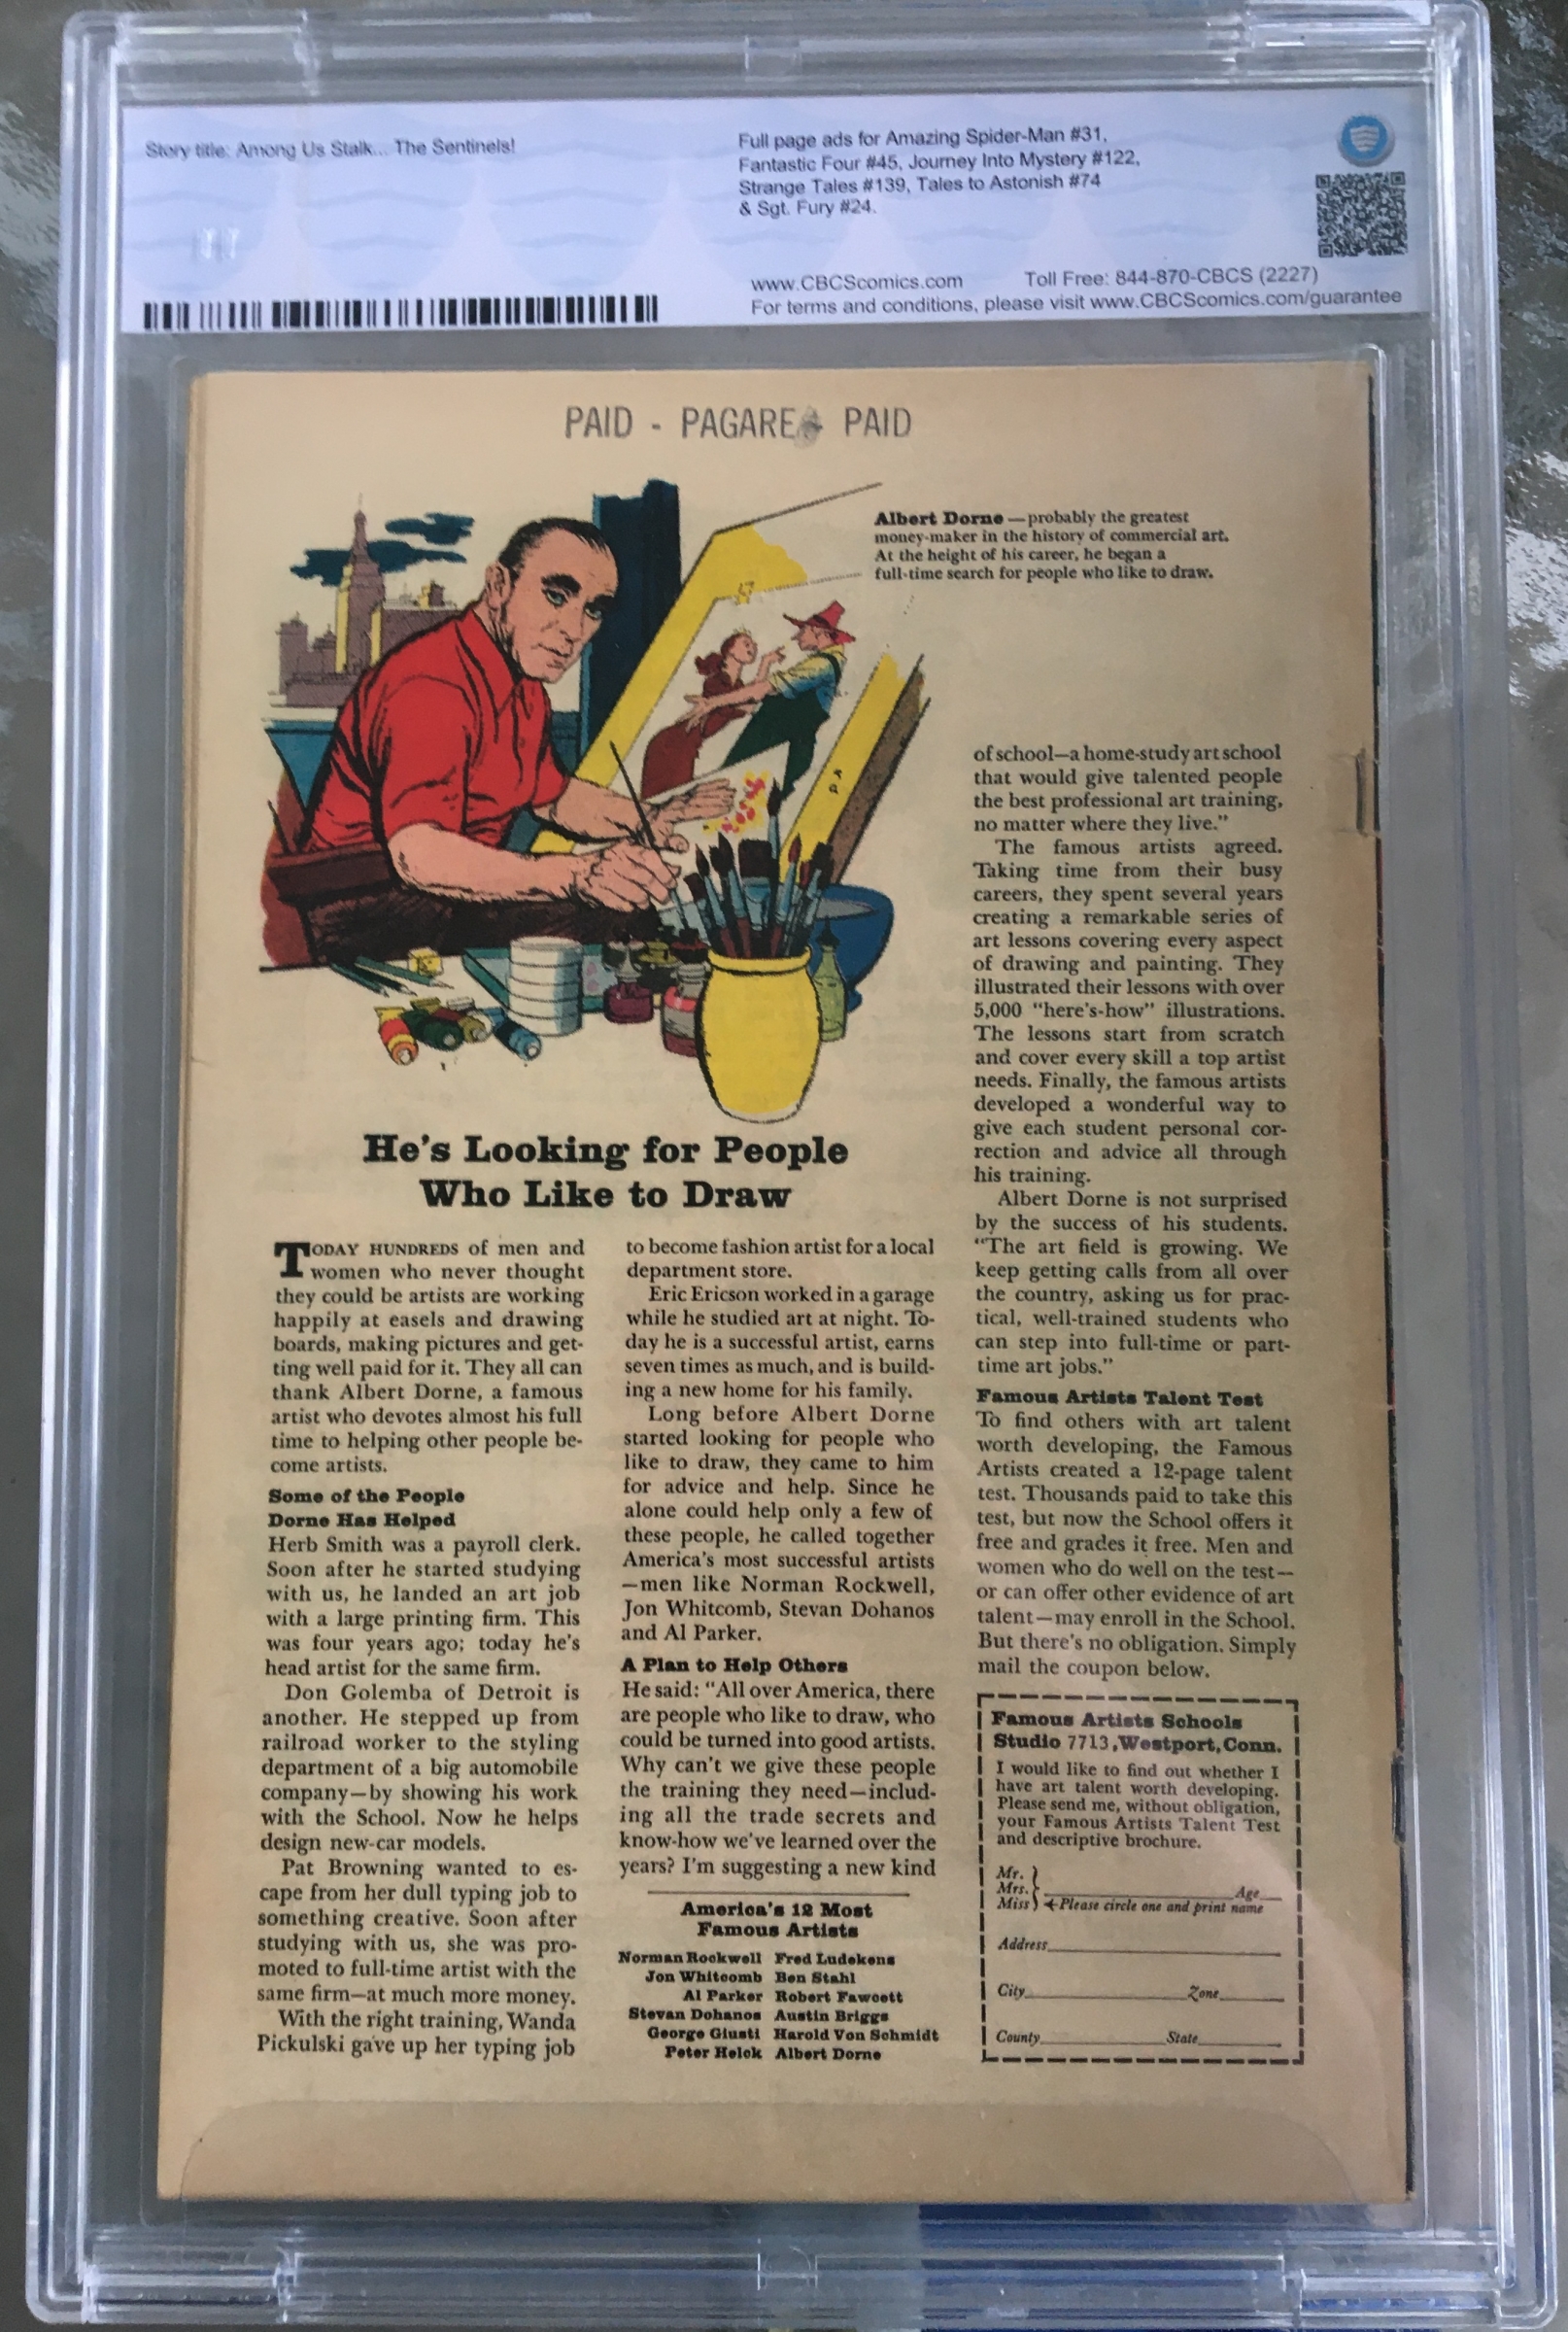 Story title: Among Us Stalk... The Sentinels!
Full page ads for Amazing Spider-Man #31,
Fantastic Four #45, Journey Into Mystery #122,
Strange Tales #139, Tales to Astonish #74
& Sgt. Fury #24.
www.CBCScomics.com Toll Free: 844-870-CBCS (2227)
For terms and conditions, please visit www.CBCScomics.com/guarantee
PAID - PAGARE PAID
Albert Dorne — probably the greatest
money-maker in the history of commercial art.
At the height of his career, he began a
full-time search for people who like to draw.
He's Looking for People
Who Like to Draw
TODAY HUNDREDS of men and
women who never thought
they could be artists are working
happily at easels and drawing
boards, making pictures and get-
ting well paid for it. They all can
thank Albert Dorne, a famous
artist who devotes almost his full
time to helping other people be-
come artists.
Some of the People
Dorne Has Helped
Herb Smith was a payroll clerk.
Soon after he started studying
with us, he landed an art job
with a large printing firm. This
was four years ago; today he's
head artist for the same firm.
Don Golemba of Detroit is
another. He stepped up from
railroad worker to the styling
department of a big automobile
company—by showing his work
with the School. Now he helps
design new-car models.
Pat Browning wanted to es-
cape from her dull typing job to
something creative. Soon after
studying with us, she was pro-
moted to full-time artist with the
same firm—at much more money.
With the right training, Wanda
Pickulski gave up her typing job
to become fashion artist for a local
department store.
Eric Ericson worked in a garage
while he studied art at night. To-
day he is a successful artist, earns
seven times as much, and is build-
ing a new home for his family.
Long before Albert Dorne
started looking for people who
like to draw, they came to him
for advice and help. Since he
alone could help only a few of
these people, he called together
America's most successful artists
—men like Norman Rockwell,
Jon Whitcomb, Stevan Dohanos
and Al Parker.
A Plan to Help Others
He said: "All over America, there
are people who like to draw, who
could be turned into good artists.
Why can't we give these people
the training they need—includ-
ing all the trade secrets and
know-how we've learned over the
years? I'm suggesting a new kind
America's 12 Most
Famous Artists
Norman Rockwell Fred Ludekens
Jon Whitcomb Ben Stahl
Al Parker Robert Fawcett
Stevan Dohanos Austin Briggs
George Giusti Harold Von Schmidt
Peter Helck Albert Dorne
of school—a home-study art school
that would give talented people
the best professional art training,
no matter where they live."
The famous artists agreed.
Taking time from their busy
careers, they spent several years
creating a remarkable series of
art lessons covering every aspect
of drawing and painting. They
illustrated their lessons with over
5,000 "here's-how" illustrations.
The lessons start from scratch
and cover every skill a top artist
needs. Finally, the famous artists
developed a wonderful way to
give each student personal cor-
rection and advice all through
his training.
Albert Dorne is not surprised
by the success of his students.
"The art field is growing. We
keep getting calls from all over
the country, asking us for prac-
tical, well-trained students who
can step into full-time or part-
time art jobs."
Famous Artists Talent Test
To find others with art talent
worth developing, the Famous
Artists created a 12-page talent
test. Thousands paid to take this
test, but now the School offers it
free and grades it free. Men and
women who do well on the test—
or can offer other evidence of art
talent—may enroll in the School.
But there's no obligation. Simply
mail the coupon below.
Famous Artists Schools
Studio 7713, Westport, Conn.
I would like to find out whether I
have art talent worth developing.
Please send me, without obligation,
your Famous Artists Talent Test
and descriptive brochure.
Mr.
Mrs. Age
Miss Please circle one and print name
Address
City Zone
County State